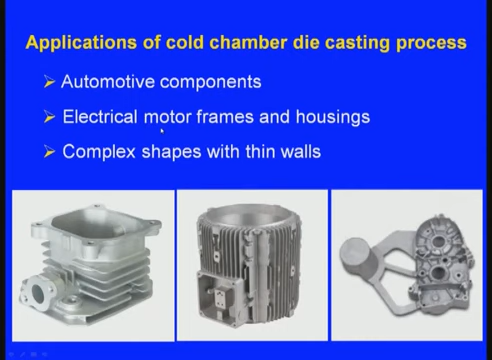 Applications of cold chamber die casting process
Automotive components
Electrical motor frames and housings
Complex shapes with thin walls